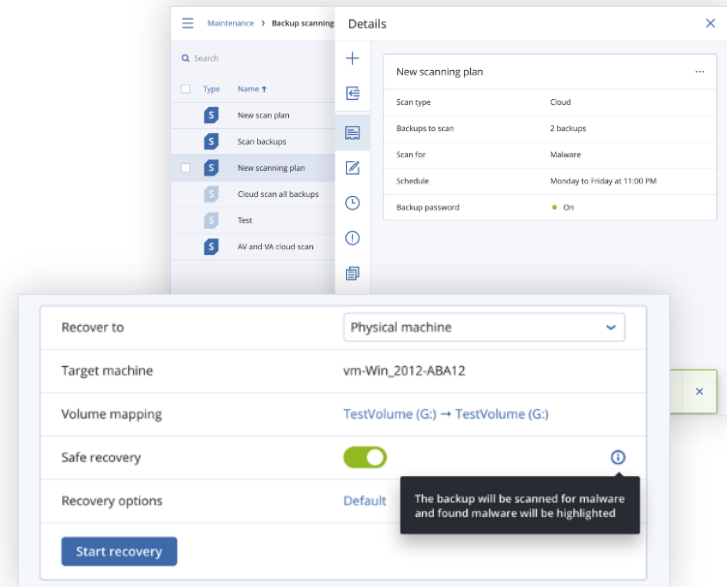 Maintenance > Backup scanning
Details
Search
Type Name ↑
S New scan plan
S Scan backups
S New scanning plan
S Cloud scan all backups
S Test
S AV and VA cloud scan
New scanning plan ...
Scan type Cloud
Backups to scan 2 backups
Scan for Malware
Schedule Monday to Friday at 11:00 PM
Backup password On
Recover to Physical machine
Target machine vm-Win_2012-ABA12
Volume mapping TestVolume (G:) → TestVolume (G:)
Safe recovery
Recovery options Default
The backup will be scanned for malware
and found malware will be highlighted
Start recovery